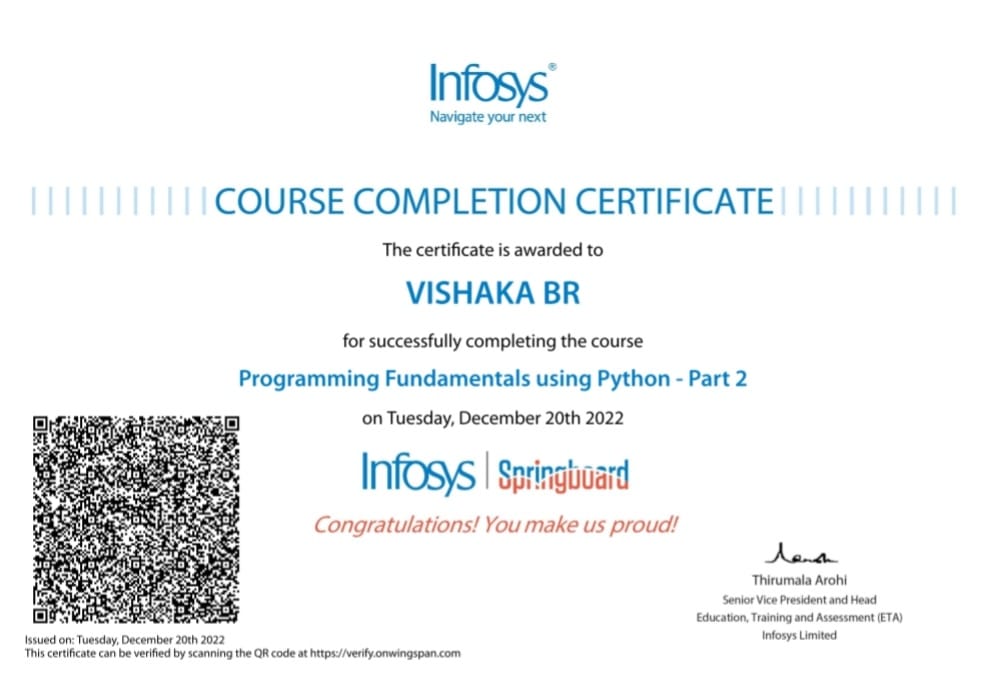 Infosys®
Navigate your next
COURSE COMPLETION CERTIFICATE
The certificate is awarded to
VISHAKA BR
for successfully completing the course
Programming Fundamentals using Python - Part 2
on Tuesday, December 20th 2022
Infosys | Springboard
Congratulations! You make us proud!
Thirumala Arohi
Senior Vice President and Head
Education, Training and Assessment (ETA)
Infosys Limited
Issued on: Tuesday, December 20th 2022
This certificate can be verified by scanning the QR code at https://verify.onwingspan.com